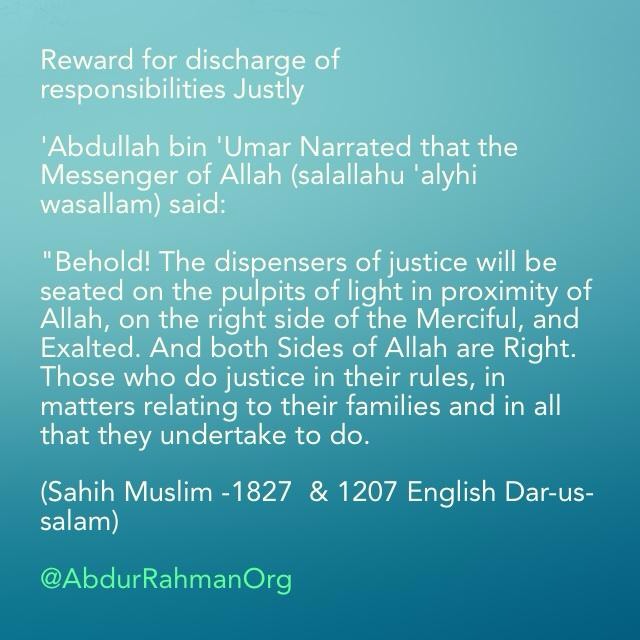 Reward for discharge of
responsibilities Justly
'Abdullah bin 'Umar Narrated that the
Messenger of Allah (salallahu 'alyhi
wasallam) said:
"Behold! The dispensers of justice will be
seated on the pulpits of light in proximity of
Allah, on the right side of the Merciful, and
Exalted. And both Sides of Allah are Right.
Those who do justice in their rules, in
matters relating to their families and in all
that they undertake to do.
(Sahih Muslim -1827  & 1207 English Dar-us-
salam)
@AbdurRahmanOrg